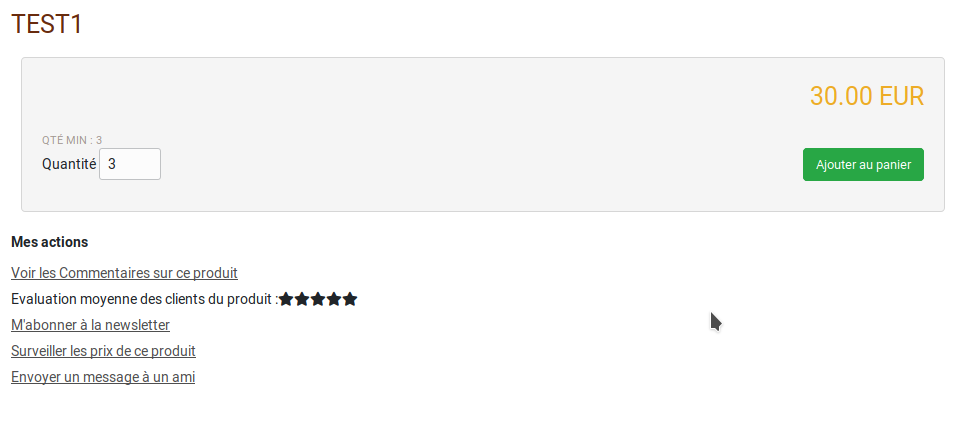 TEST1
30.00 EUR
QTÉ MIN : 3
Quantité 3
Ajouter au panier
Mes actions
Voir les Commentaires sur ce produit
Evaluation moyenne des clients du produit :
M'abonner à la newsletter
Surveiller les prix de ce produit
Envoyer un message à un ami